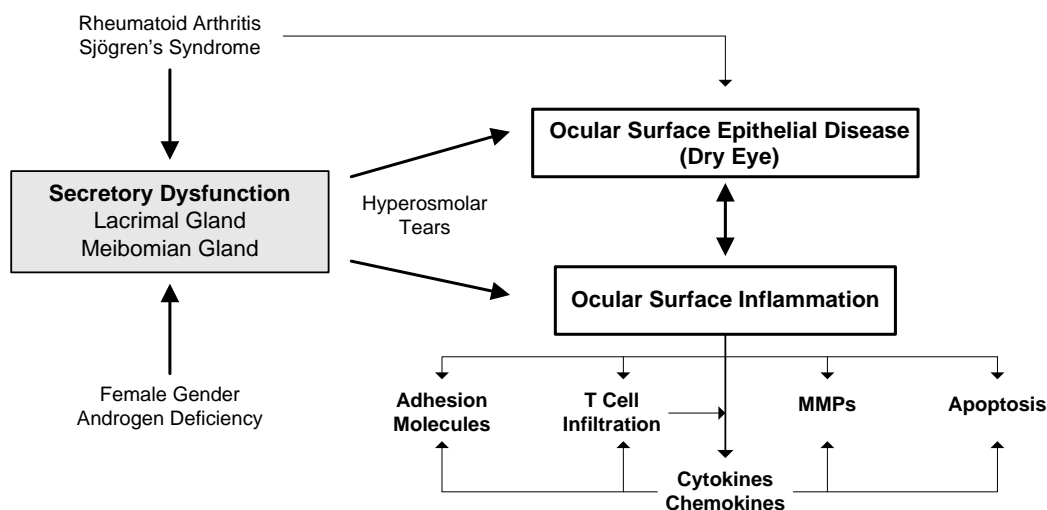 Rheumatoid Arthritis
Sjögren's Syndrome
Ocular Surface Epithelial Disease
(Dry Eye)
Secretory Dysfunction
Lacrimal Gland
Meibomian Gland
Hyperosmolar
Tears
Ocular Surface Inflammation
Female Gender
Androgen Deficiency
Adhesion
Molecules
T Cell
Infiltration
MMPs
Apoptosis
Cytokines
Chemokines